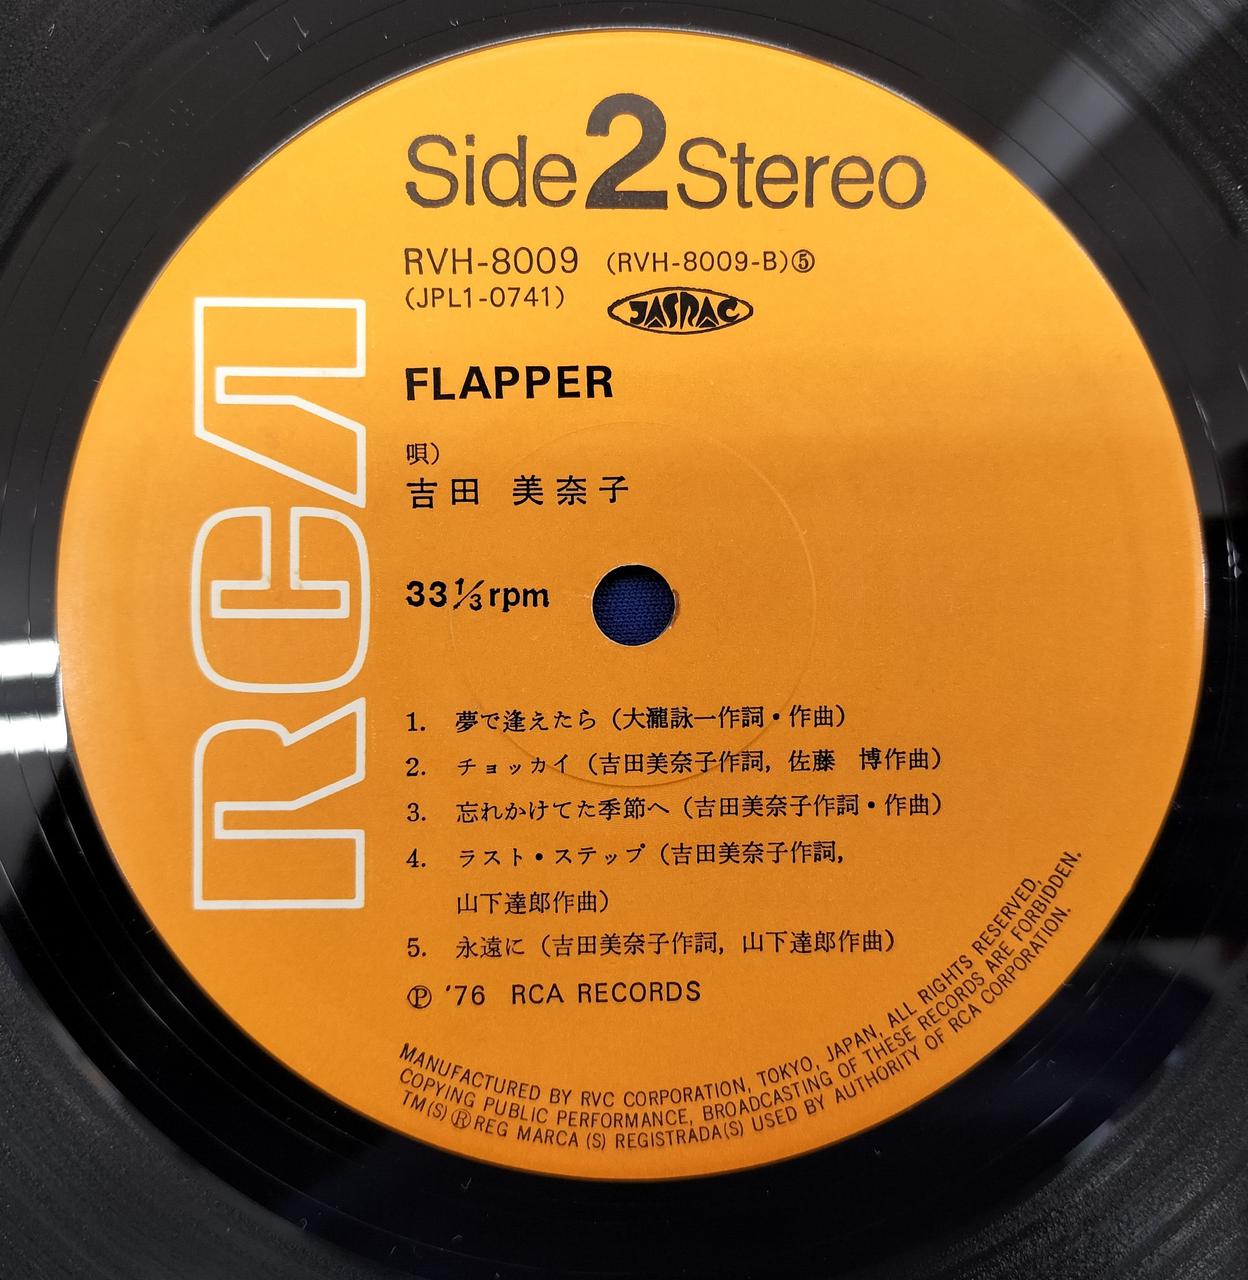 Side 2 Stereo
RVH-8009 (RVH-8009-B)⑤
(JPL1-0741)
JASRAC
FLAPPER
唄)
吉田 美奈子
RCA
33⅓rpm
1. 夢で逢えたら(大瀧詠一作詞・作曲)
2. チョッカイ(吉田美奈子作詞, 佐藤 博作曲)
3. 忘れかけてた季節へ(吉田美奈子作詞・作曲)
4. ラスト・ステップ(吉田美奈子作詞,
山下達郎作曲)
5. 永遠に(吉田美奈子作詞, 山下達郎作曲)
Ⓟ '76 RCA RECORDS
MANUFACTURED BY RVC CORPORATION, TOKYO, JAPAN, ALL RIGHTS RESERVED,
COPYING PUBLIC PERFORMANCE, BROADCASTING OF THESE RECORDS ARE FORBIDDEN.
TM(S) ® REG MARCA (S) REGISTRADA(S) USED BY AUTHORITY OF RCA CORPORATION.